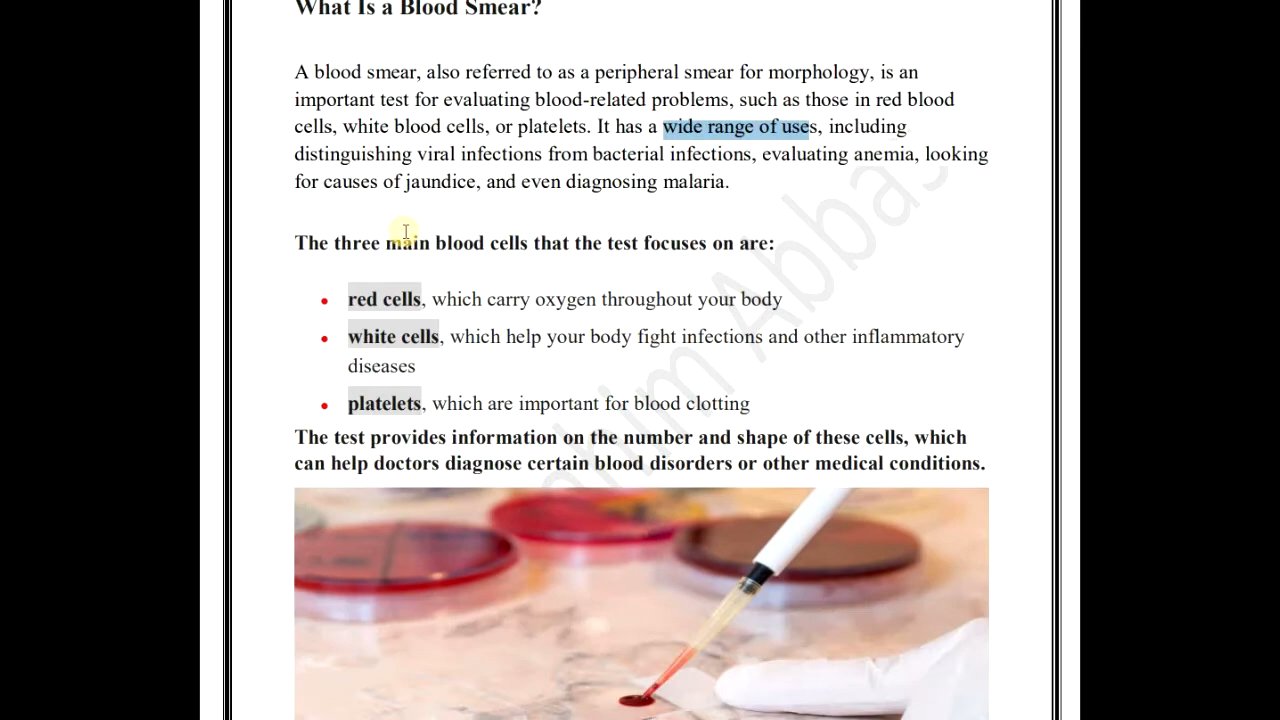 What Is a Blood Smear?
A blood smear, also referred to as a peripheral smear for morphology, is an
important test for evaluating blood-related problems, such as those in red blood
cells, white blood cells, or platelets. It has a wide range of uses, including
distinguishing viral infections from bacterial infections, evaluating anemia, looking
for causes of jaundice, and even diagnosing malaria.
The three main blood cells that the test focuses on are:
red cells, which carry oxygen throughout your body
white cells, which help your body fight infections and other inflammatory
diseases
platelets, which are important for blood clotting
The test provides information on the number and shape of these cells, which
can help doctors diagnose certain blood disorders or other medical conditions.